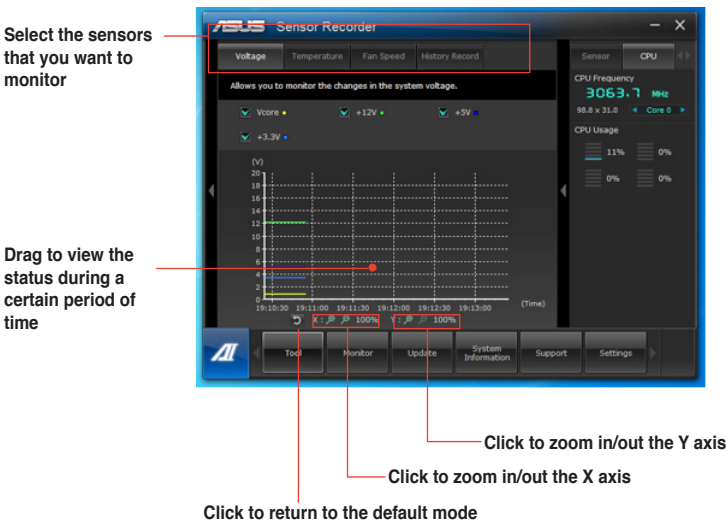 Select the sensors
that you want to
monitor
ASUS Sensor Recorder
Voltage Temperature Fan Speed History Record
Allows you to monitor the changes in the system voltage.
Vcore +12V +5V
+3.3V
(V)
20
18
16
14
12
10
8
6
4
2
0
19:10:30 19:11:00 19:11:30 19:12:00 19:12:30 19:13:00
(Time)
X : 100% Y : 100%
Sensor CPU
CPU Frequency
3063.7 MHz
98.8 x 31.0 Core 0
CPU Usage
11% 0%
0% 0%
Drag to view the
status during a
certain period of
time
AI
Tool Monitor Update System Information Support Settings
Click to zoom in/out the Y axis
Click to zoom in/out the X axis
Click to return to the default mode